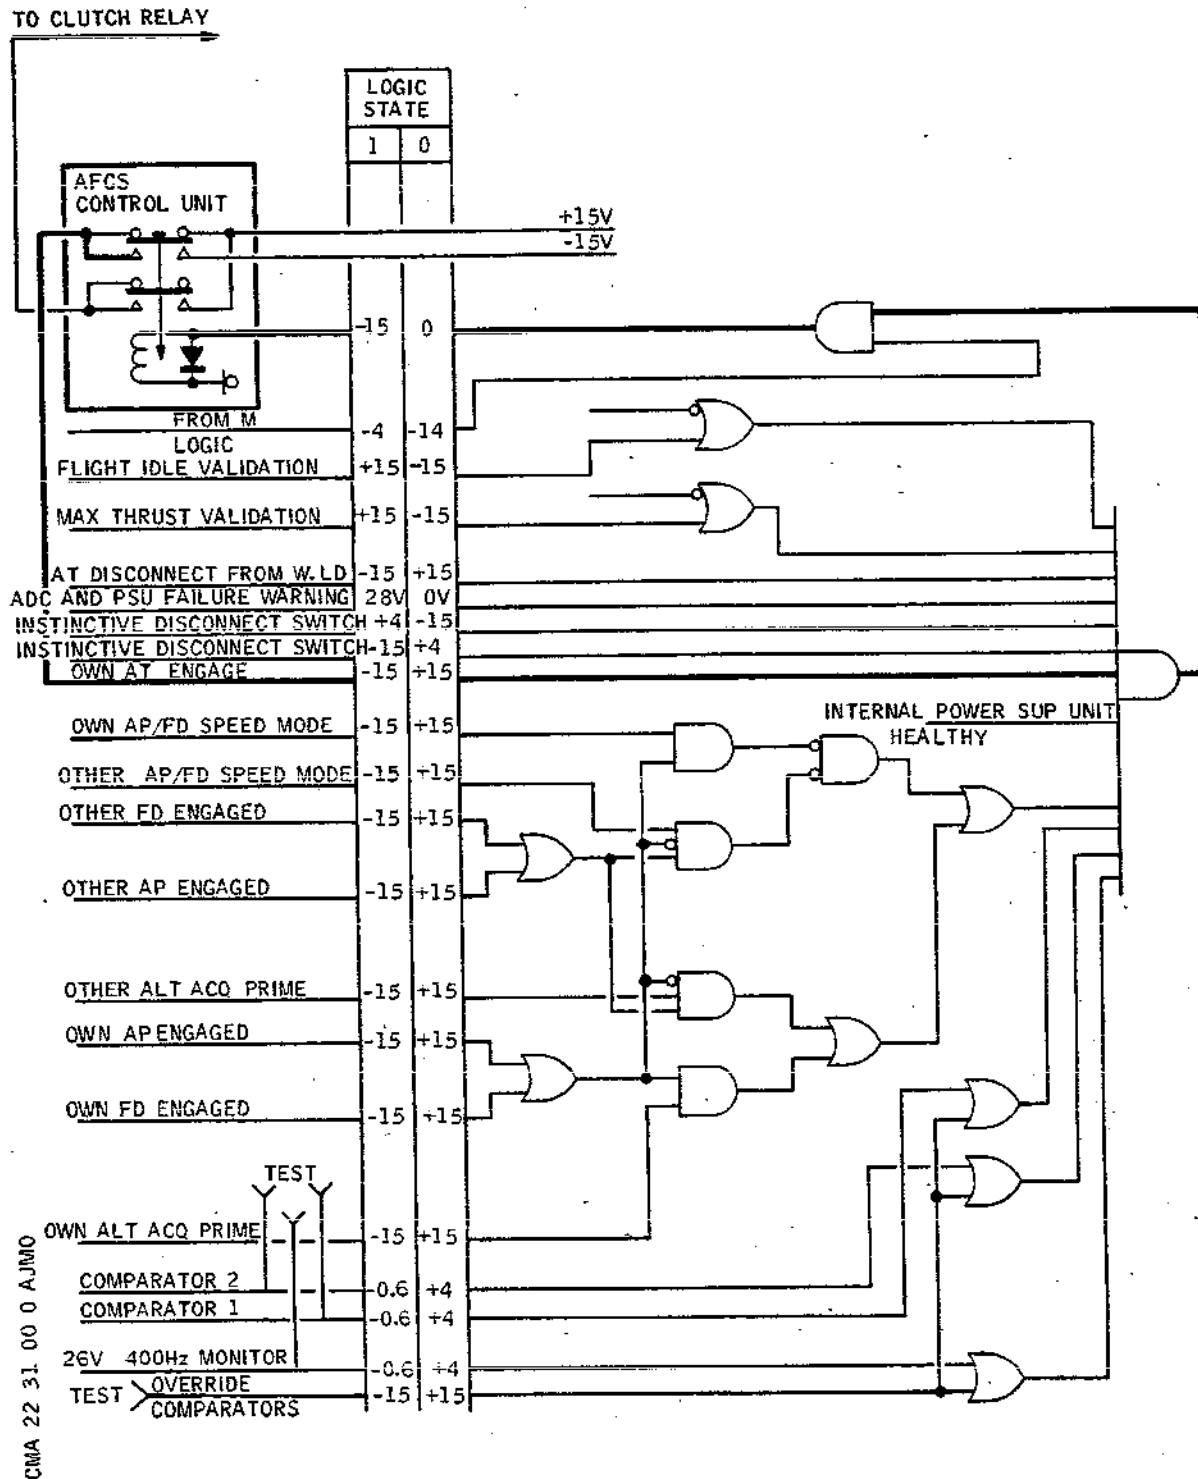 TO CLUTCH RELAY
LOGIC
STATE
1 0
AFCS
CONTROL UNIT
+15V
-15V
-15 0
FROM M
LOGIC
-4 -14
FLIGHT IDLE VALIDATION +15 -15
MAX THRUST VALIDATION +15 -15
AT DISCONNECT FROM W.LD -15 +15
ADC AND PSU FAILURE WARNING 28V 0V
INSTINCTIVE DISCONNECT SWITCH +4 -15
INSTINCTIVE DISCONNECT SWITCH -15 +4
OWN AT ENGAGE -15 +15
INTERNAL POWER SUP UNIT
HEALTHY
OWN AP/FD SPEED MODE -15 +15
OTHER AP/FD SPEED MODE -15 +15
OTHER FD ENGAGED -15 +15
OTHER AP ENGAGED -15 +15
OTHER ALT ACQ PRIME -15 +15
OWN AP ENGAGED -15 +15
OWN FD ENGAGED -15 +15
TEST
OWN ALT ACQ PRIME -15 +15
COMPARATOR 2 -0.6 +4
COMPARATOR 1 -0.6 +4
26V 400Hz MONITOR -0.6 +4
TEST OVERRIDE
COMPARATORS
-15 +15
CMA 22 31 00 0 AJMO